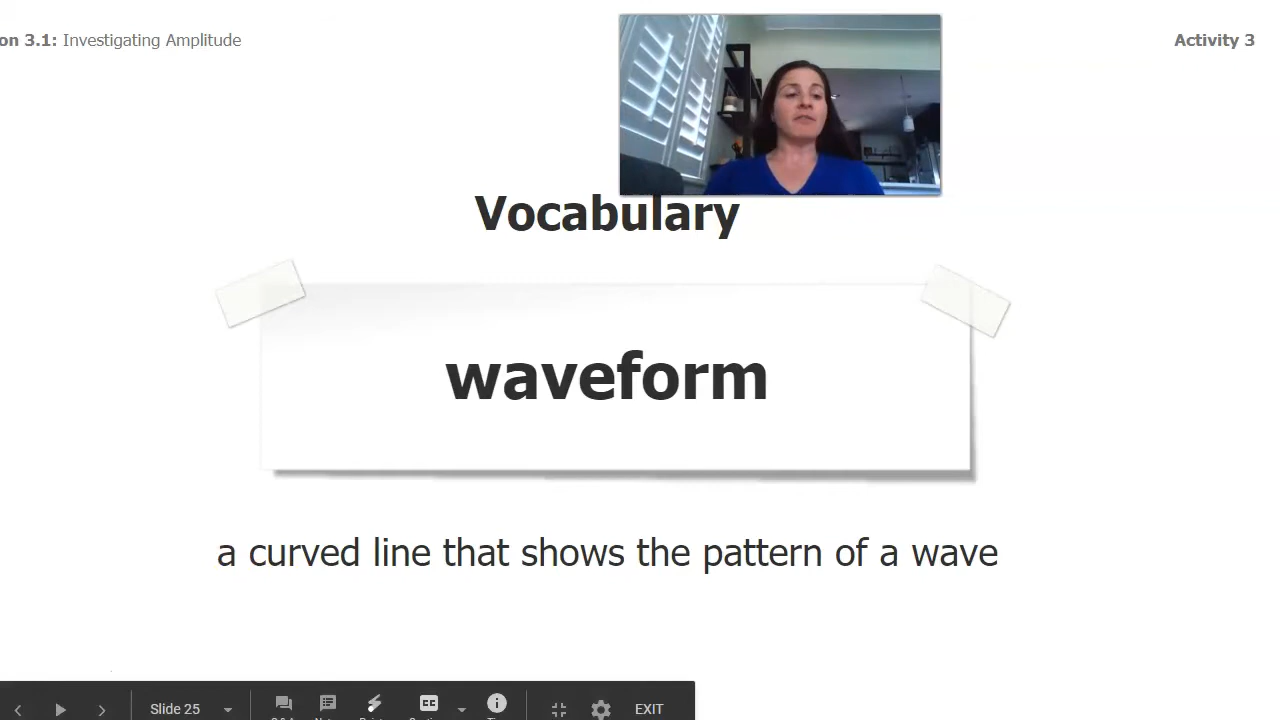 on 3.1: Investigating Amplitude
Activity 3
Vocabulary
waveform
a curved line that shows the pattern of a wave
Slide 25
CC
EXIT